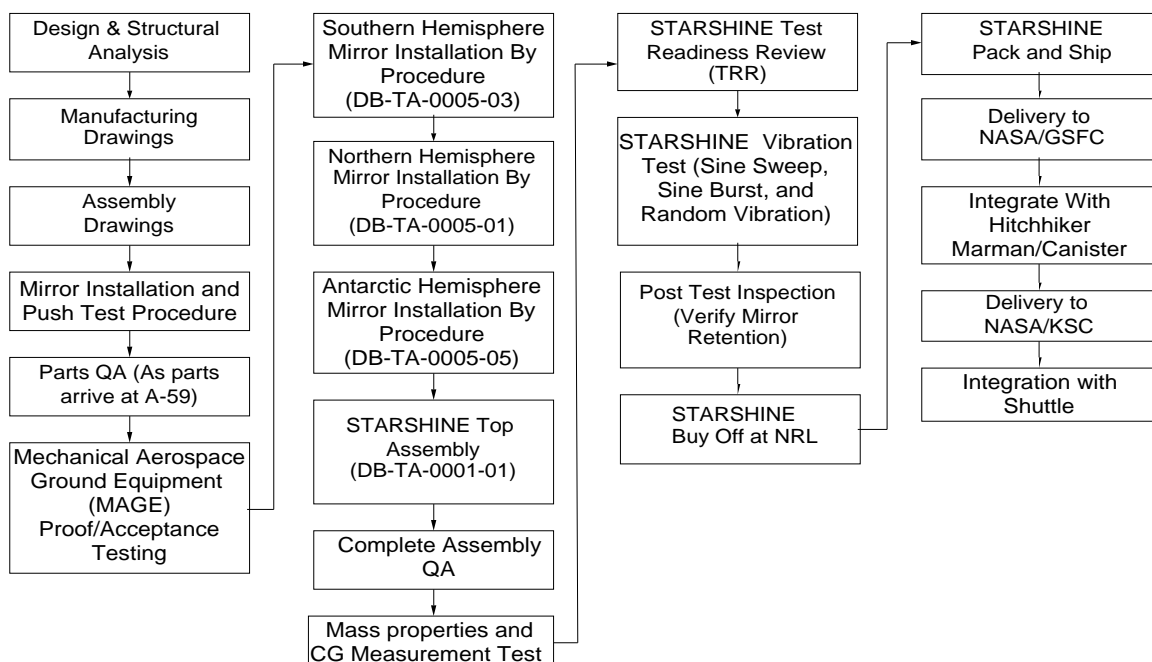 Design & Structural
Analysis
Manufacturing
Drawings
Assembly
Drawings
Mirror Installation and
Push Test Procedure
Parts QA (As parts
arrive at A-59)
Mechanical Aerospace
Ground Equipment
(MAGE)
Proof/Acceptance
Testing
Southern Hemisphere
Mirror Installation By
Procedure
(DB-TA-0005-03)
Northern Hemisphere
Mirror Installation By
Procedure
(DB-TA-0005-01)
Antarctic Hemisphere
Mirror Installation By
Procedure
(DB-TA-0005-05)
STARSHINE Top
Assembly
(DB-TA-0001-01)
Complete Assembly
QA
Mass properties and
CG Measurement Test
STARSHINE Test
Readiness Review
(TRR)
STARSHINE Vibration
Test (Sine Sweep,
Sine Burst, and
Random Vibration)
Post Test Inspection
(Verify Mirror
Retention)
STARSHINE
Buy Off at NRL
STARSHINE
Pack and Ship
Delivery to
NASA/GSFC
Integrate With
Hitchhiker
Marman/Canister
Delivery to
NASA/KSC
Integration with
Shuttle